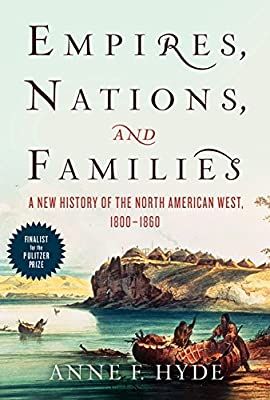 EMPIRES,
NATIONS,
AND
FAMILIES
A NEW HISTORY OF THE NORTH AMERICAN WEST,
1800–1860
FINALIST
for the
PULITZER
PRIZE
ANNE F. HYDE